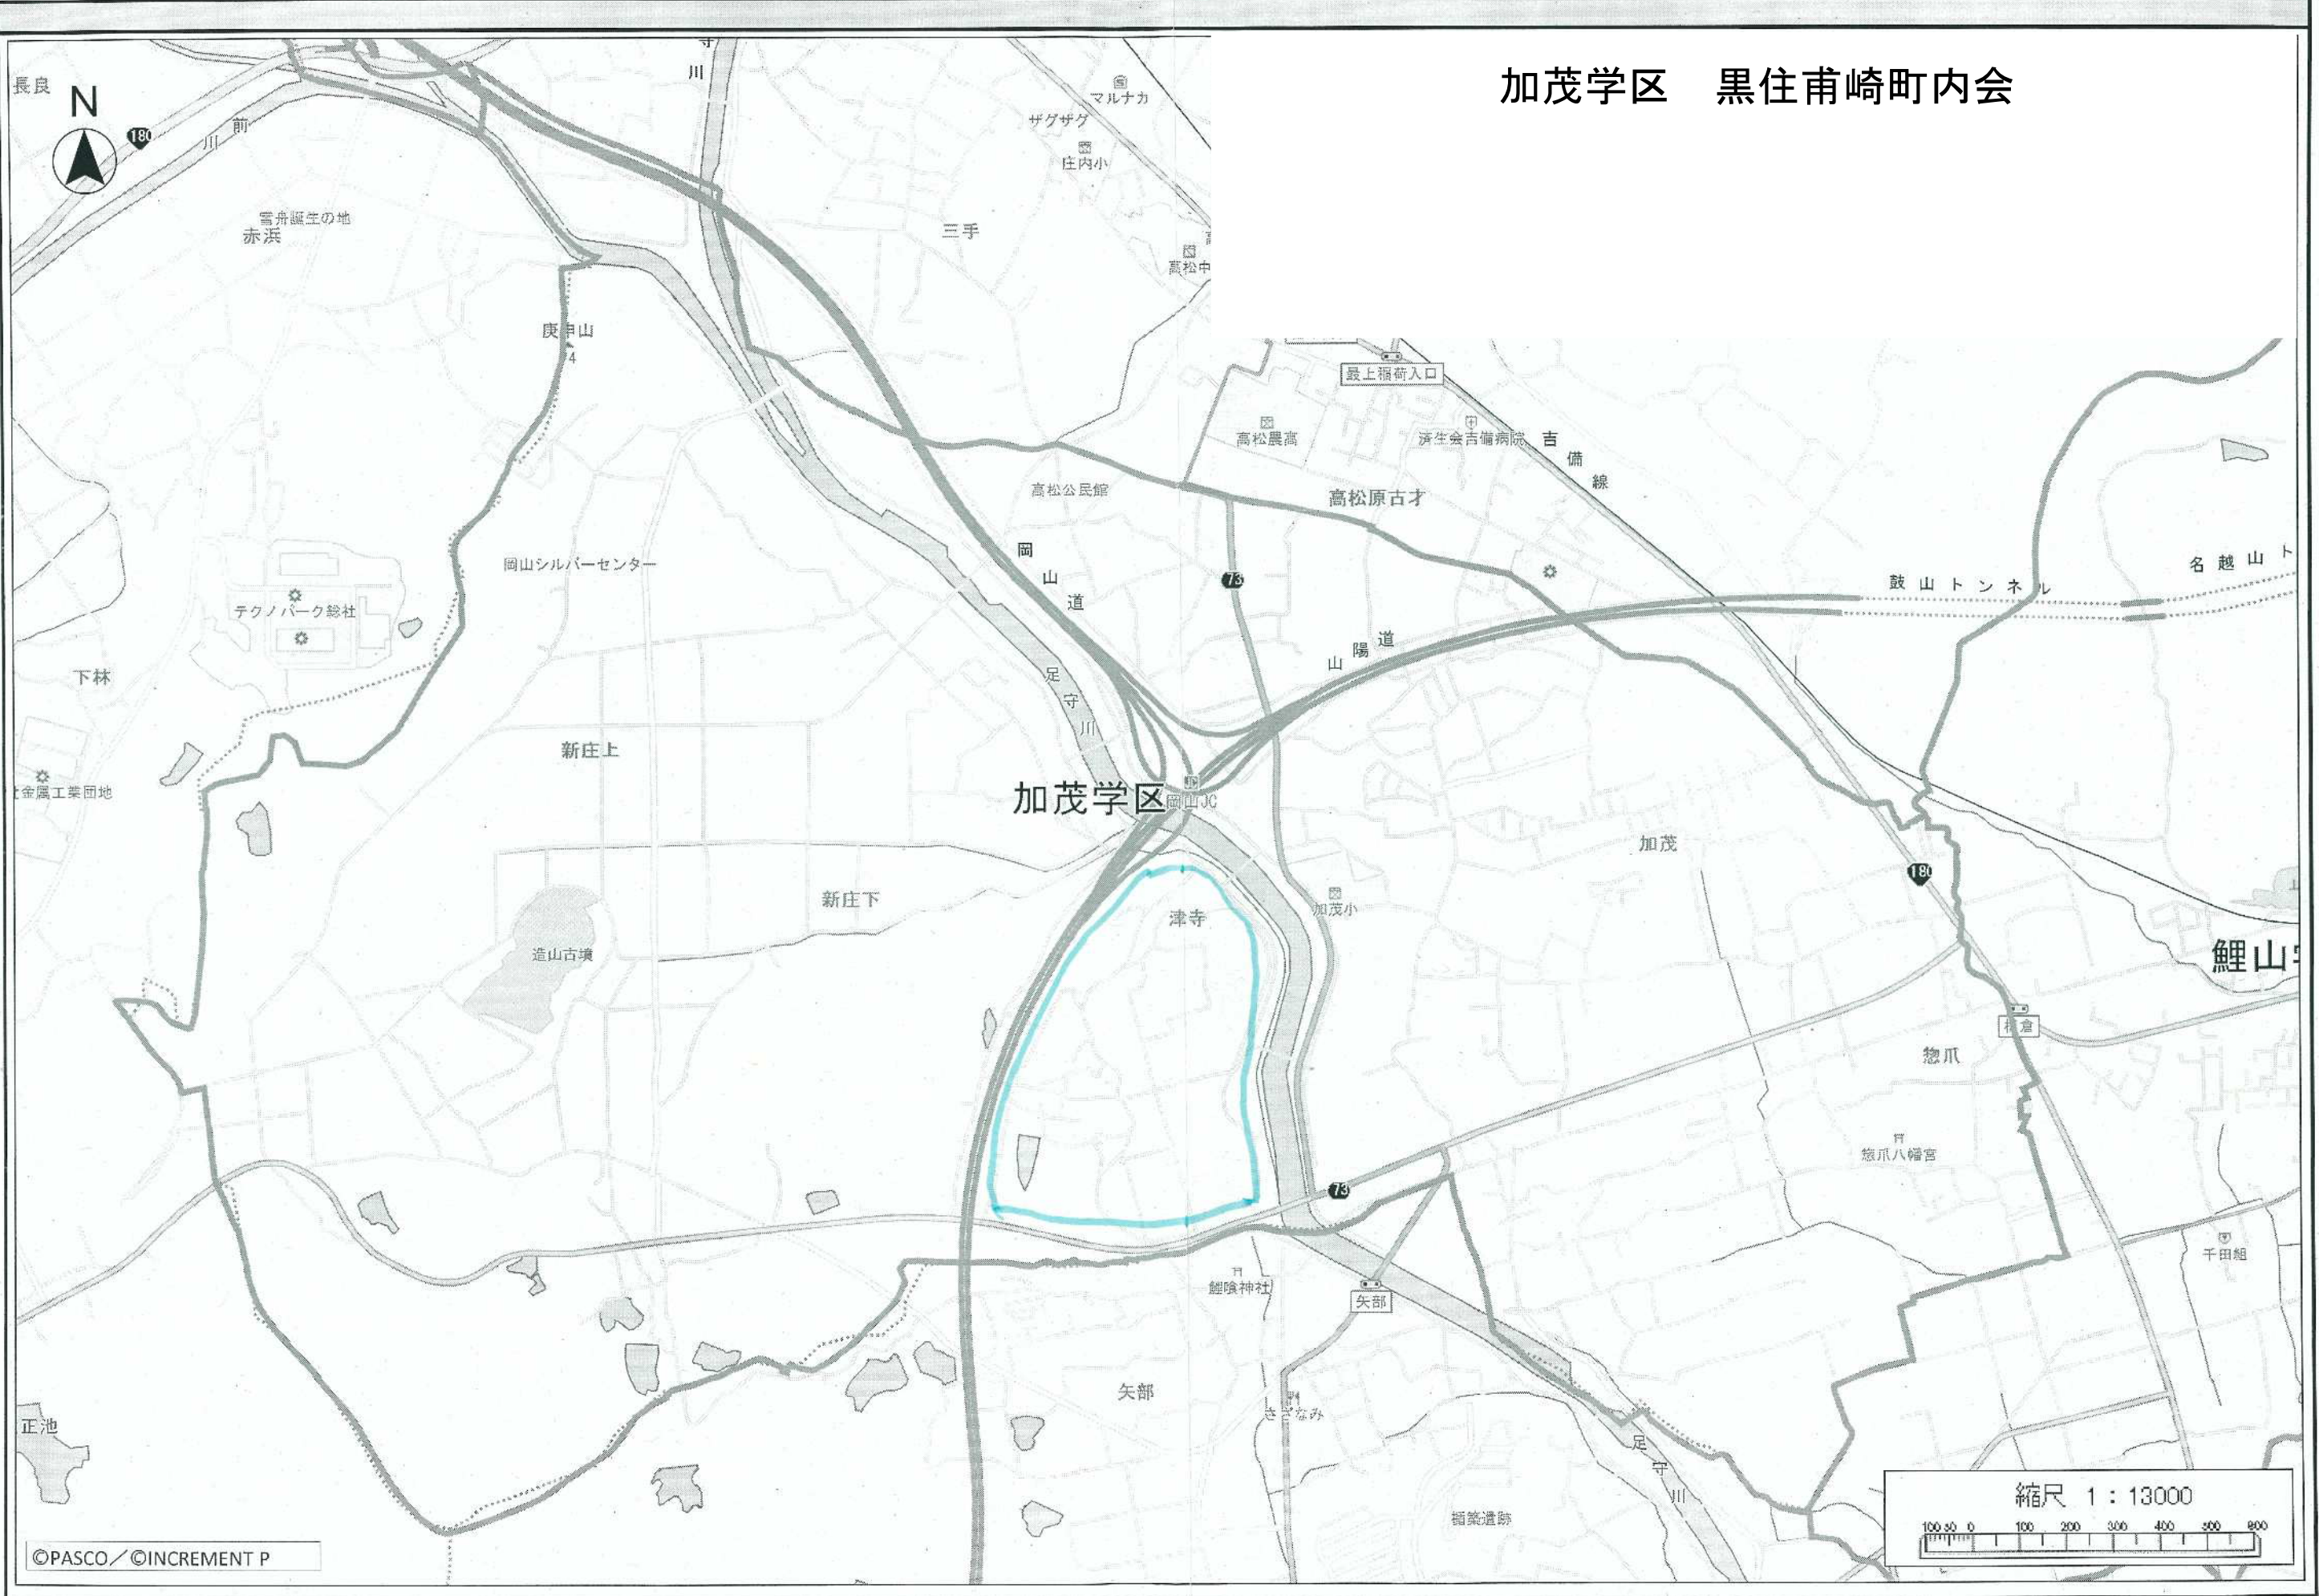 加茂学区　黒住甫崎町内会
長良
N
180
前
川
守
川
マルナカ
ザグザグ
庄内小
雪舟誕生の地
赤浜
三手
高松中
庚申山
最上稲荷入口
高松農高
済生会吉備病院
吉備線
高松公民館
高松原古才
岡山シルバーセンター
岡山道
73
テクノパーク総社
鼓山トンネル
名越山ト
山陽道
下林
足守川
新庄上
金属工業団地
加茂学区
JC
岡山JC
加茂
180
新庄下
津寺
加茂小
造山古墳
鯉山
惣爪
惣爪八幡宮
73
千田組
鯉喰神社
矢部
矢部
さざなみ
正池
足守川
楯築遺跡
縮尺 1：13000
100 50 0 100 200 300 400 500 600
©PASCO／©INCREMENT P